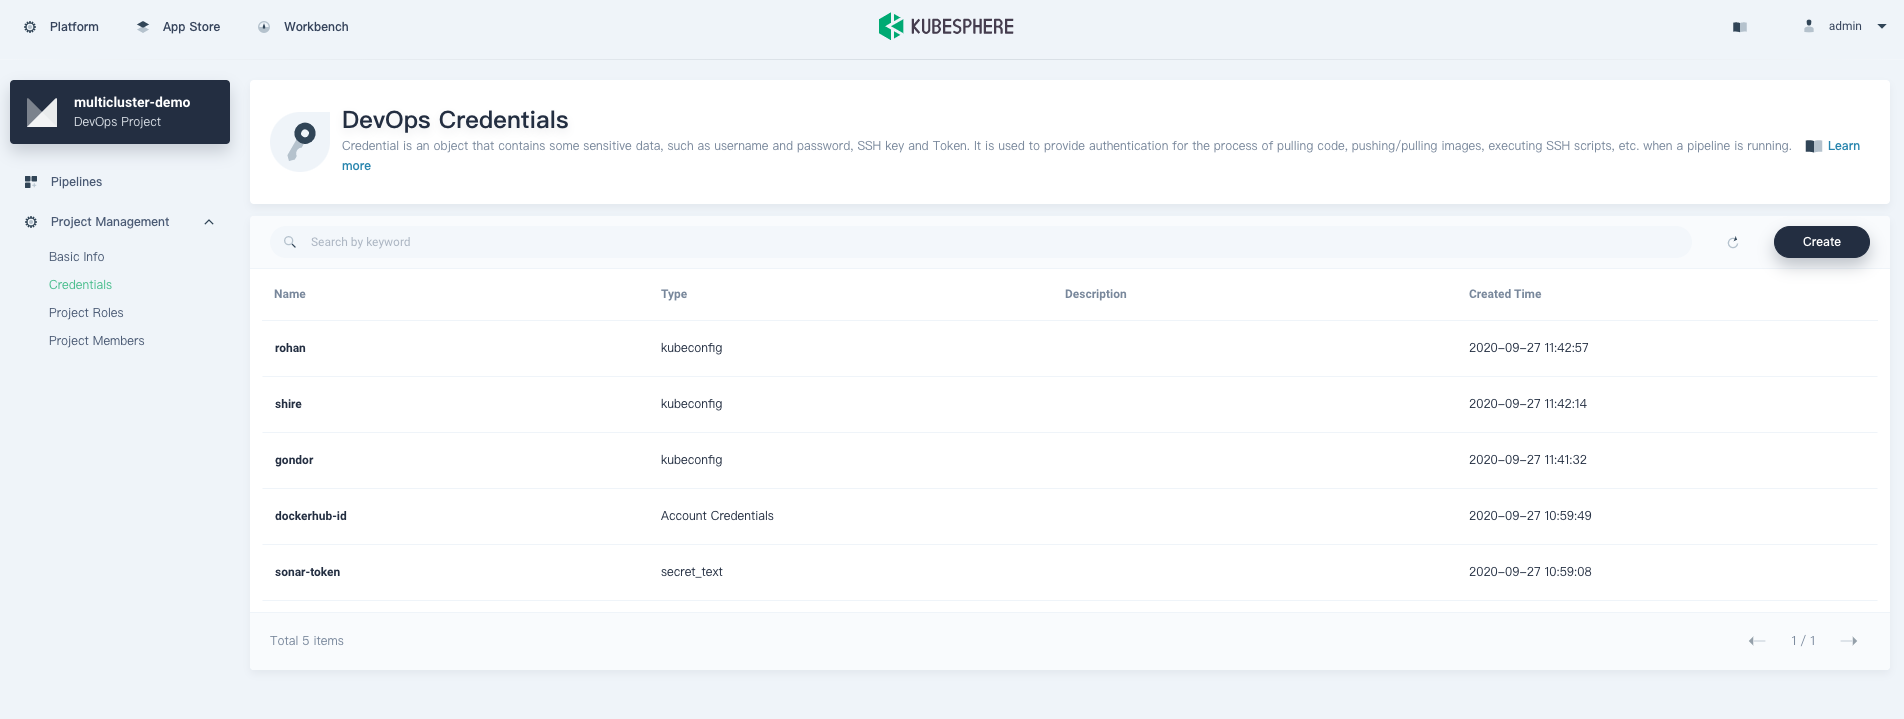 Platform
App Store
Workbench
KUBESPHERE
admin
multicluster-demo
DevOps Project
Pipelines
Project Management
Basic Info
Credentials
Project Roles
Project Members
DevOps Credentials
Credential is an object that contains some sensitive data, such as username and password, SSH key and Token. It is used to provide authentication for the process of pulling code, pushing/pulling images, executing SSH scripts, etc. when a pipeline is running. Learn
more
Search by keyword
Create
Name Type Description Created Time
rohan kubeconfig 2020-09-27 11:42:57
shire kubeconfig 2020-09-27 11:42:14
gondor kubeconfig 2020-09-27 11:41:32
dockerhub-id Account Credentials 2020-09-27 10:59:49
sonar-token secret_text 2020-09-27 10:59:08
Total 5 items
1 / 1